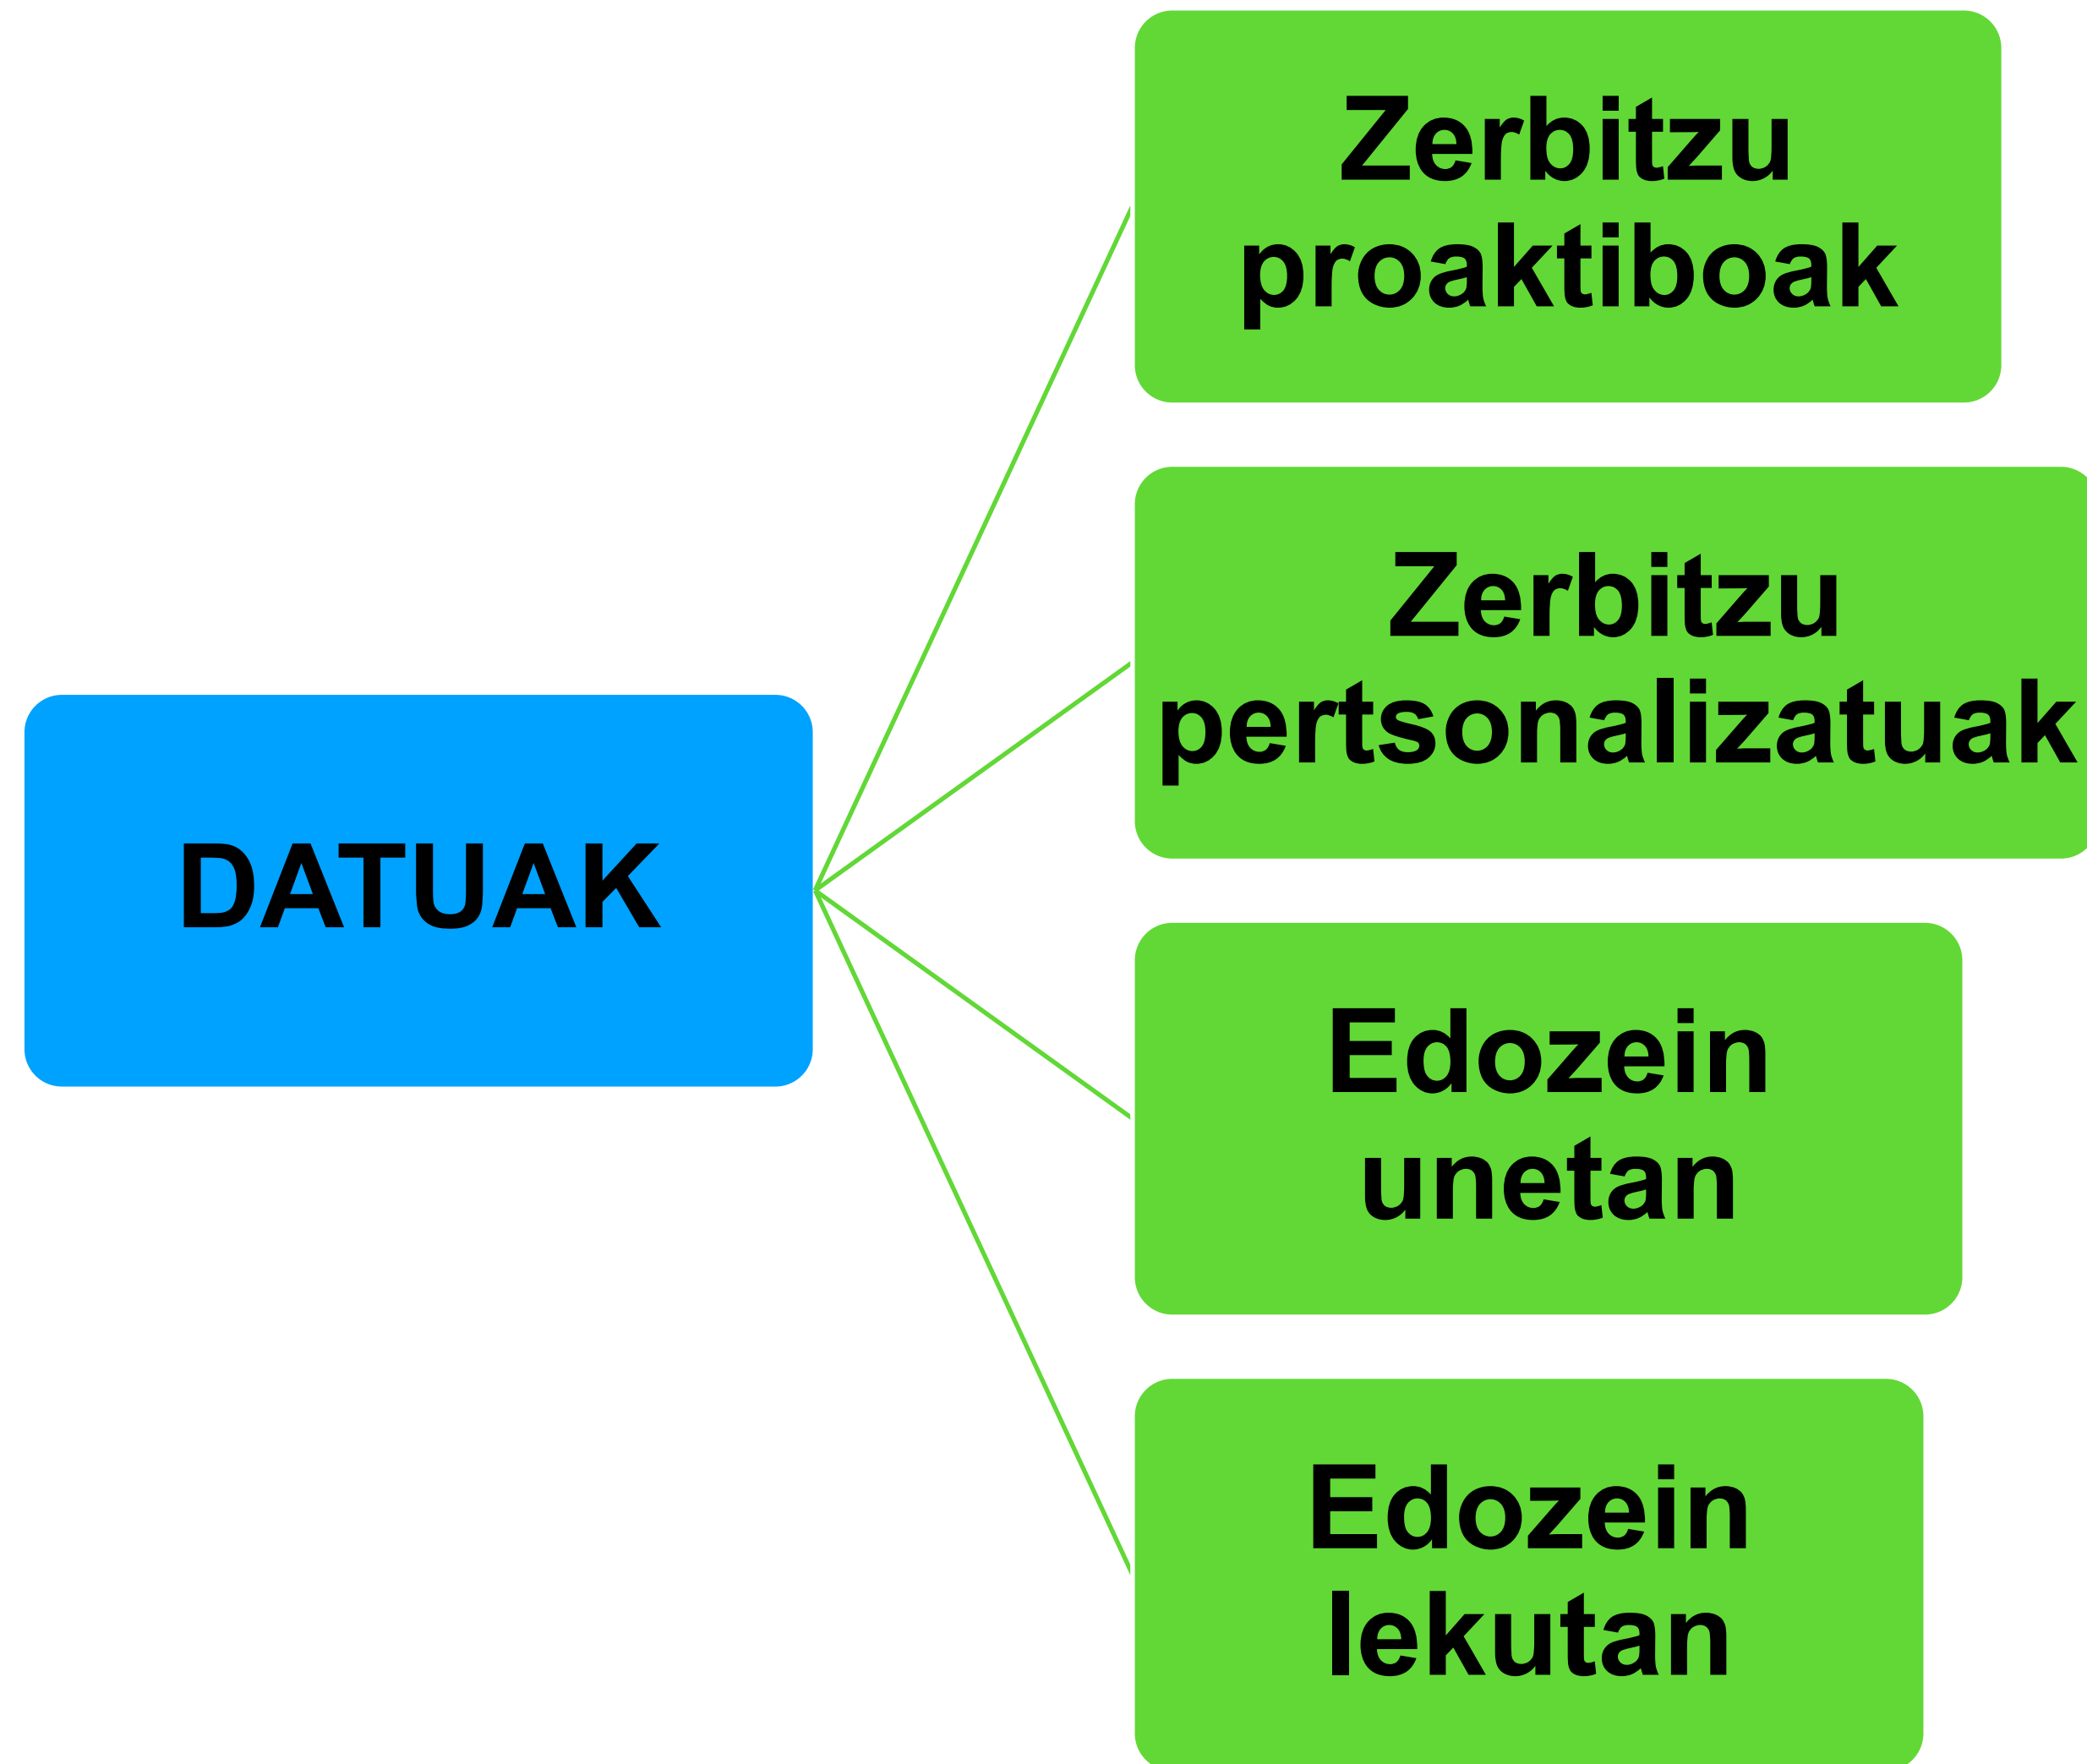 DATUAK
Zerbitzu
proaktiboak
Zerbitzu
pertsonalizatuak
Edozein
unetan
Edozein
lekutan